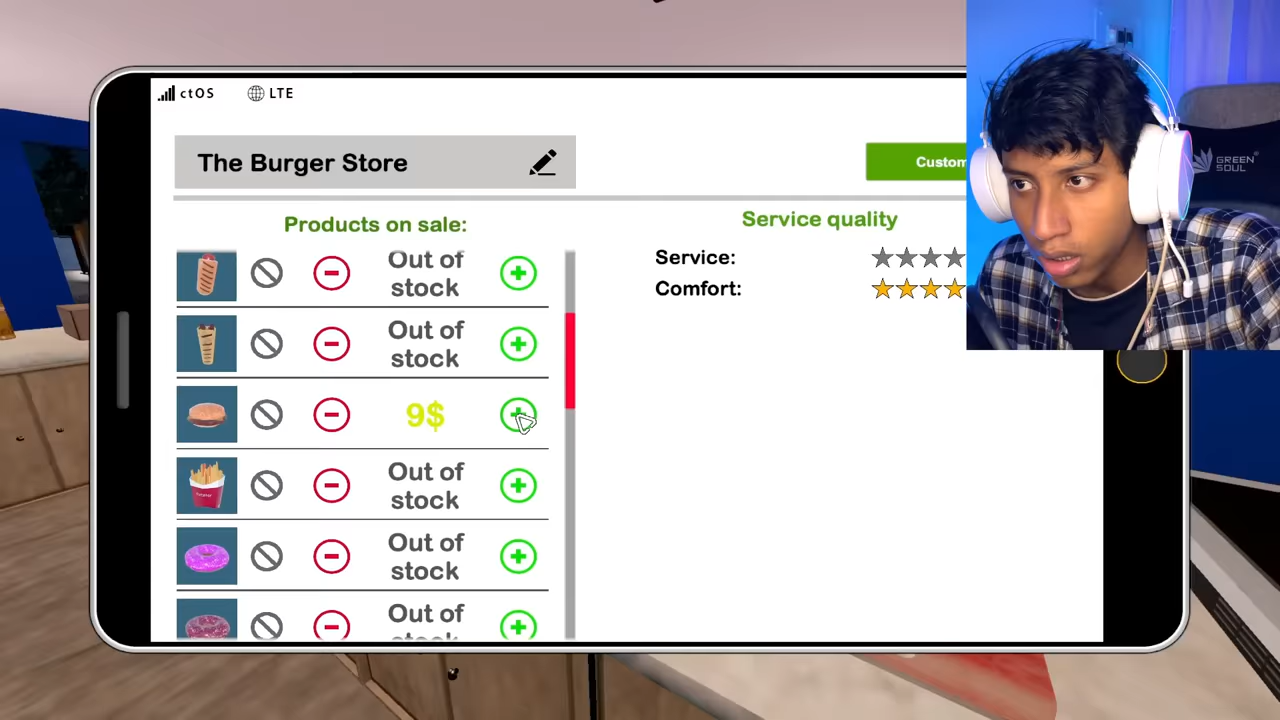 ctOS LTE
The Burger Store
Custom
Products on sale:
Service quality
Service:
Comfort:
Out of
stock
Out of
stock
9$
Out of
stock
Out of
stock
Out of
GREEN
SOUL